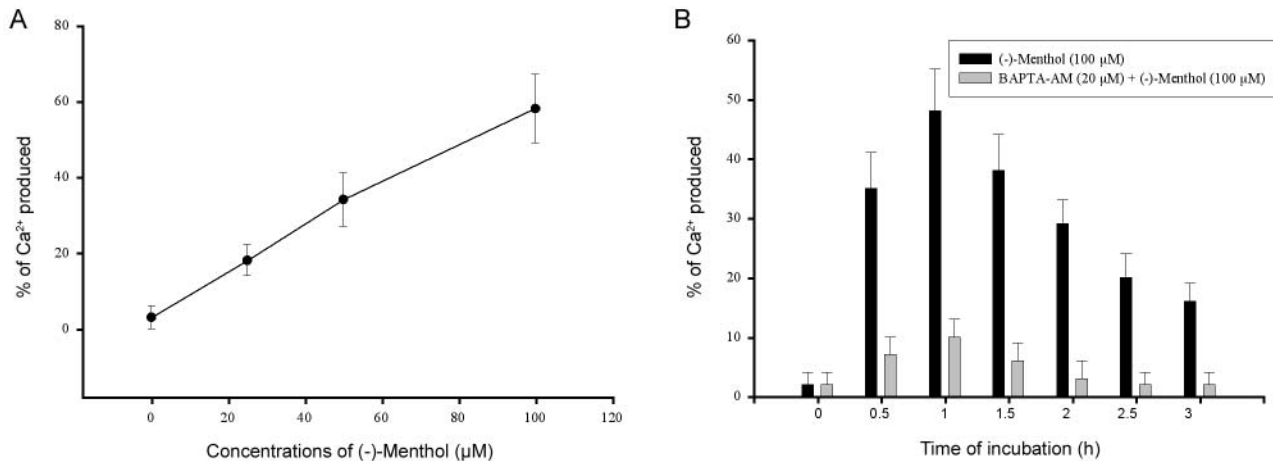 A
80
60
40
20
0
% of Ca²⁺ produced
0 20 40 60 80 100 120
Concentrations of (-)-Menthol (µM)
B
(-)-Menthol (100 µM)
BAPTA-AM (20 µM) + (-)-Menthol (100 µM)
60
50
40
30
20
10
0
% of Ca²⁺ produced
0 0.5 1 1.5 2 2.5 3
Time of incubation (h)